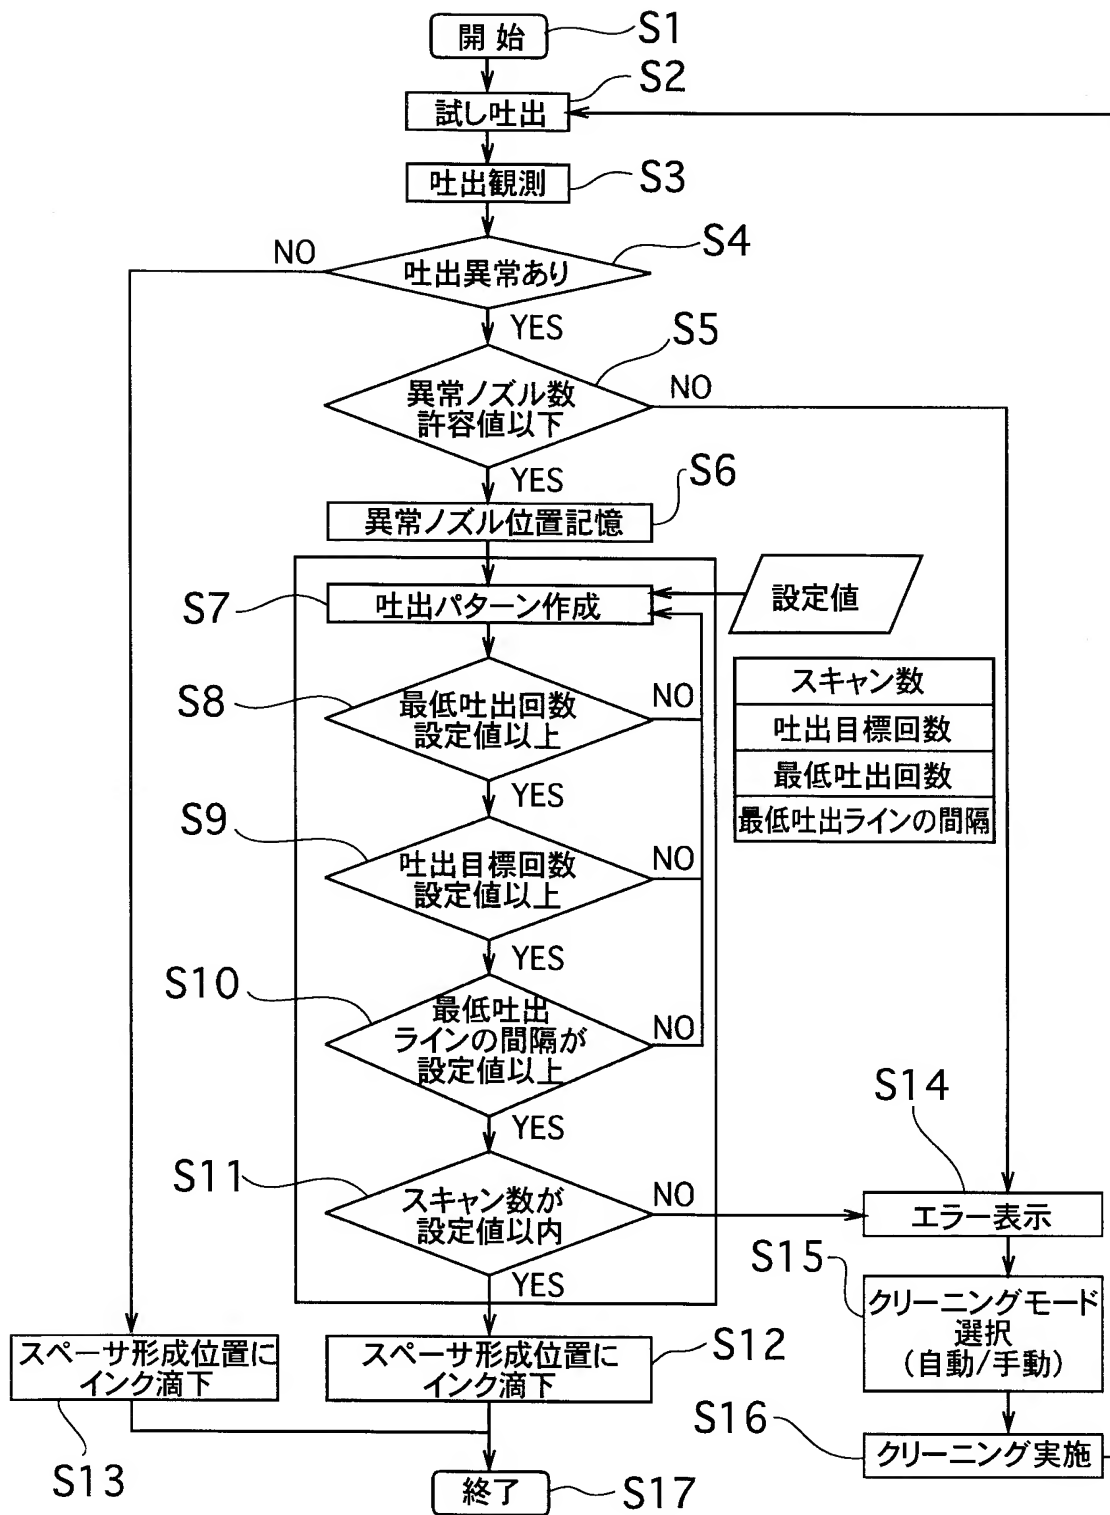 開始
S1
S2
試し吐出
吐出観測
S3
S4
NO
吐出異常あり
YES
S5
異常ノズル数
許容値以下
NO
YES
S6
異常ノズル位置記憶
S7
吐出パターン作成
設定値
S8
最低吐出回数
設定値以上
NO
YES
スキャン数
吐出目標回数
最低吐出回数
最低吐出ラインの間隔
S9
吐出目標回数
設定値以上
NO
YES
S10
最低吐出
ラインの間隔が
設定値以上
NO
YES
S11
スキャン数が
設定値以内
NO
YES
S14
エラー表示
S15
クリーニングモード
選択
(自動/手動)
スペーサ形成位置に
インク滴下
S13
スペーサ形成位置に
インク滴下
S12
S16
クリーニング実施
終了
S17